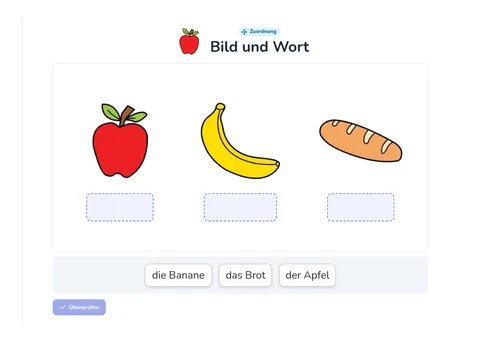 Zuordnung
Bild und Wort
die Banane
das Brot
der Apfel
Überprüfen